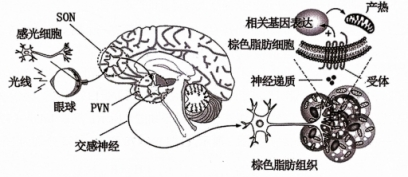 SON
感光细胞
光线
眼球
PVN
交感神经
相关基因表达
产热
棕色脂肪细胞
+
神经递质
受体
棕色脂肪组织